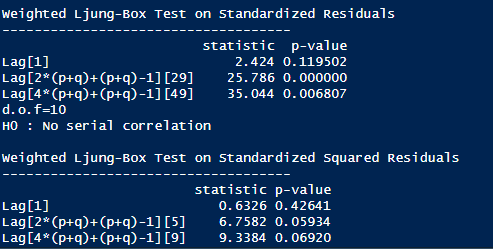 Weighted Ljung-Box Test on Standardized Residuals
------------------------------------
statistic p-value
Lag[1] 2.424 0.119502
Lag[2*(p+q)+(p+q)-1][29] 25.786 0.000000
Lag[4*(p+q)+(p+q)-1][49] 35.044 0.006807
d.o.f=10
H0 : No serial correlation
Weighted Ljung-Box Test on Standardized Squared Residuals
------------------------------------
statistic p-value
Lag[1] 0.6326 0.42641
Lag[2*(p+q)+(p+q)-1][5] 6.7582 0.05934
Lag[4*(p+q)+(p+q)-1][9] 9.3384 0.06920